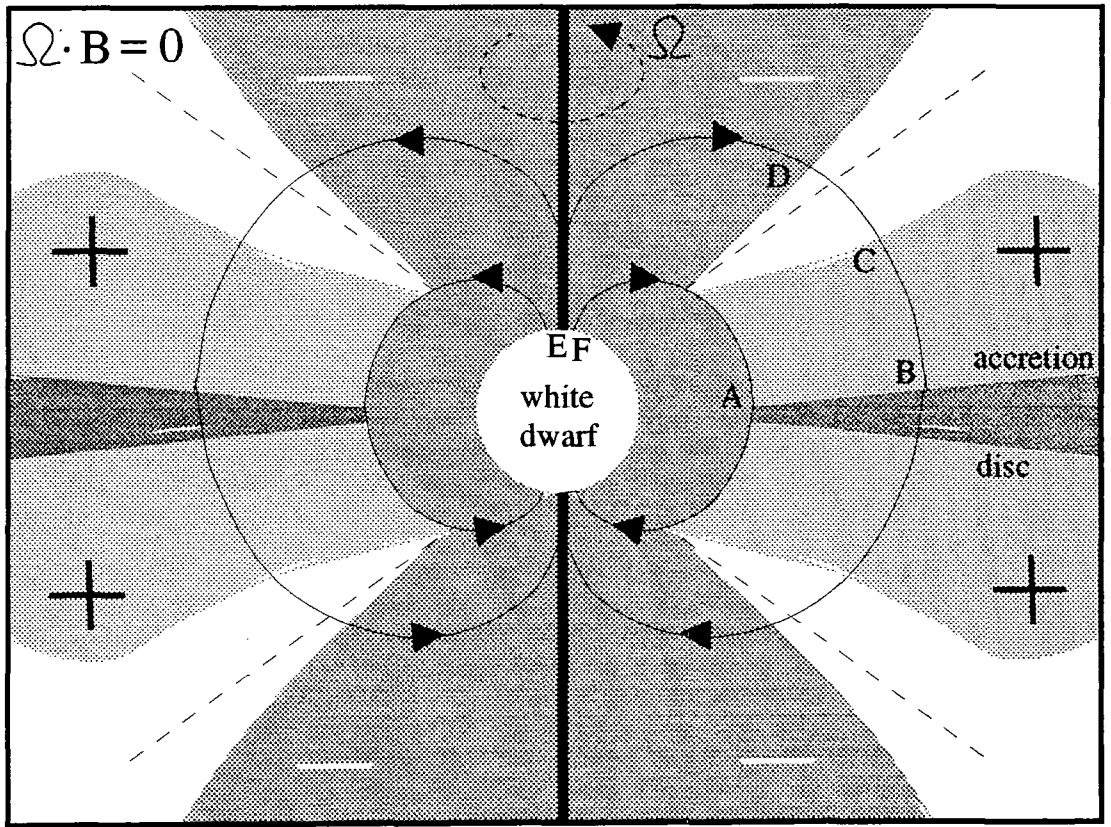 Ω·B = 0
Ω
D
C
E F
white
dwarf
A
B
accretion
disc